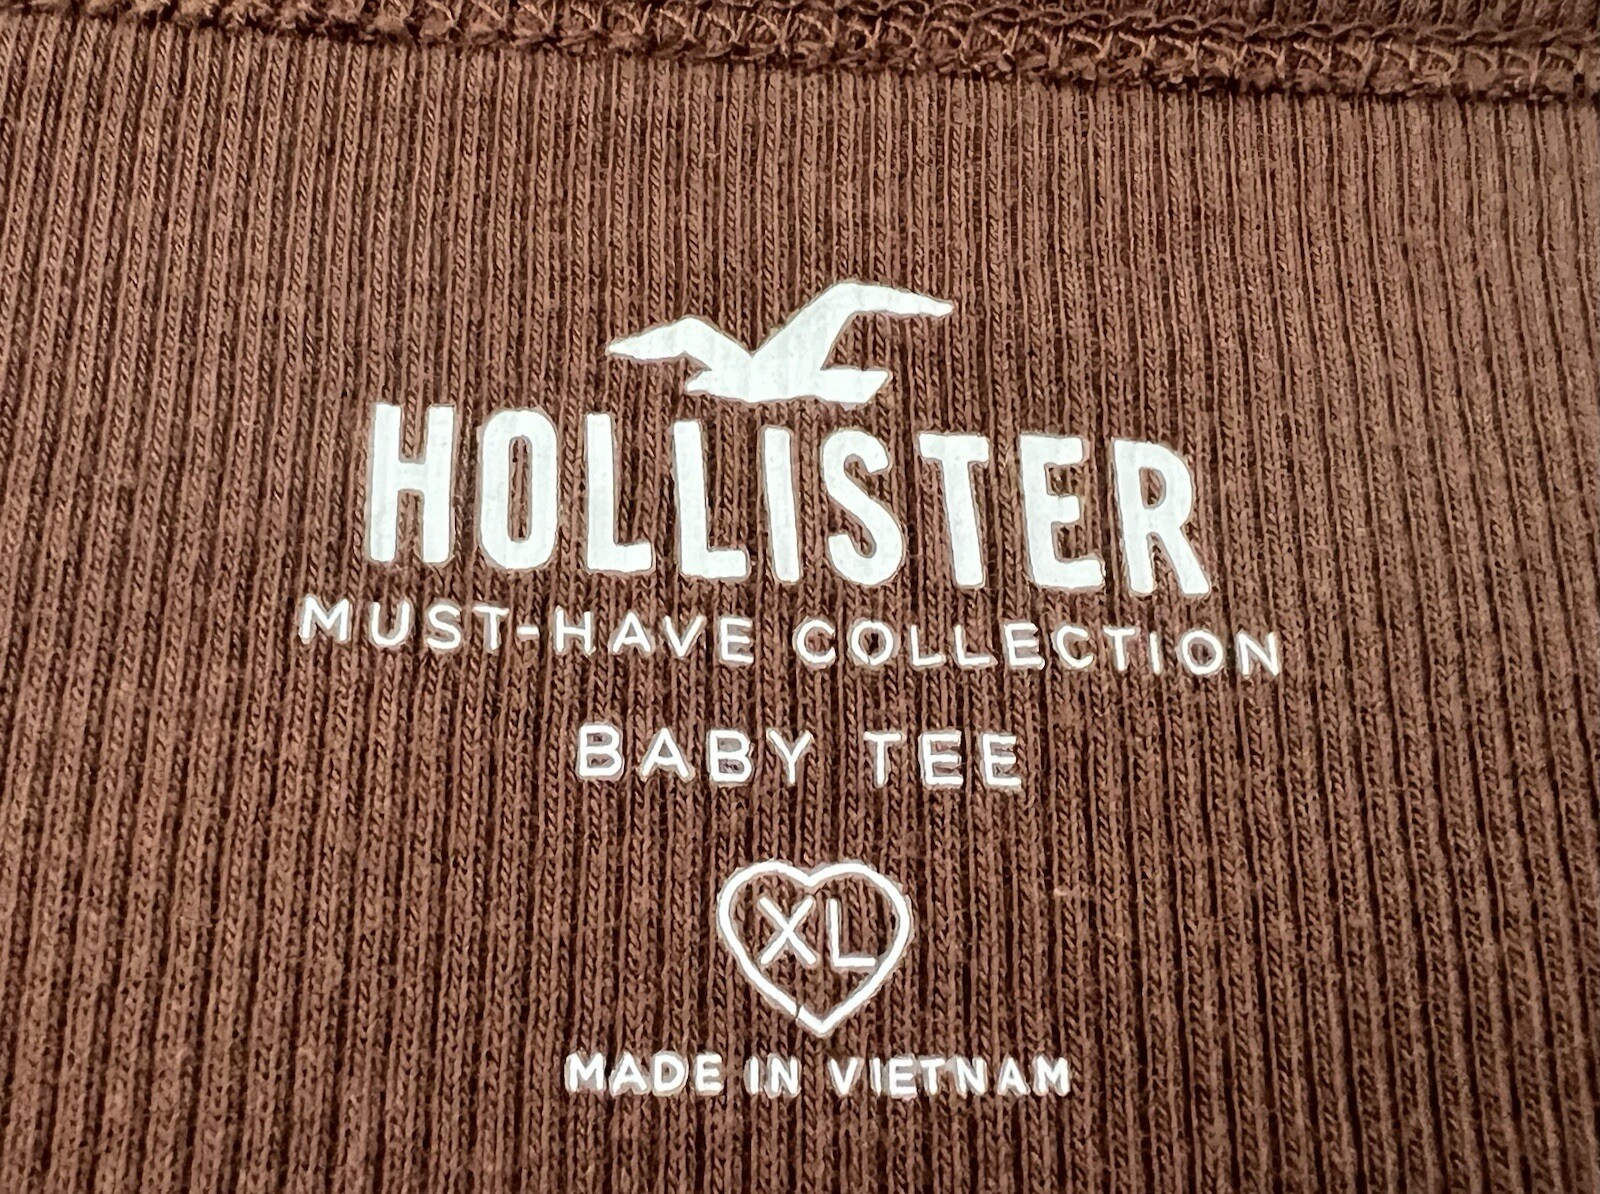 HOLLISTER
MUST-HAVE COLLECTION
BABY TEE
XL
MADE IN VIETNAM